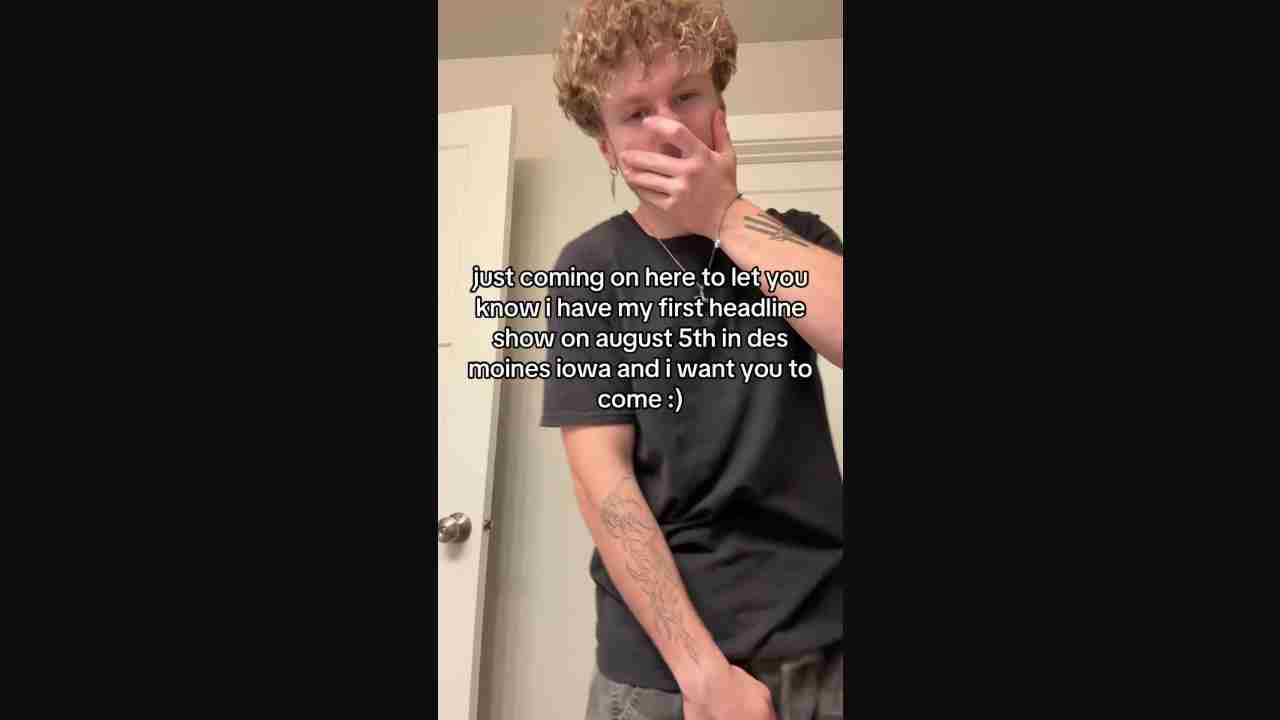 just coming on here to let you
know i have my first headline
show on august 5th in des
moines iowa and i want you to
come :)